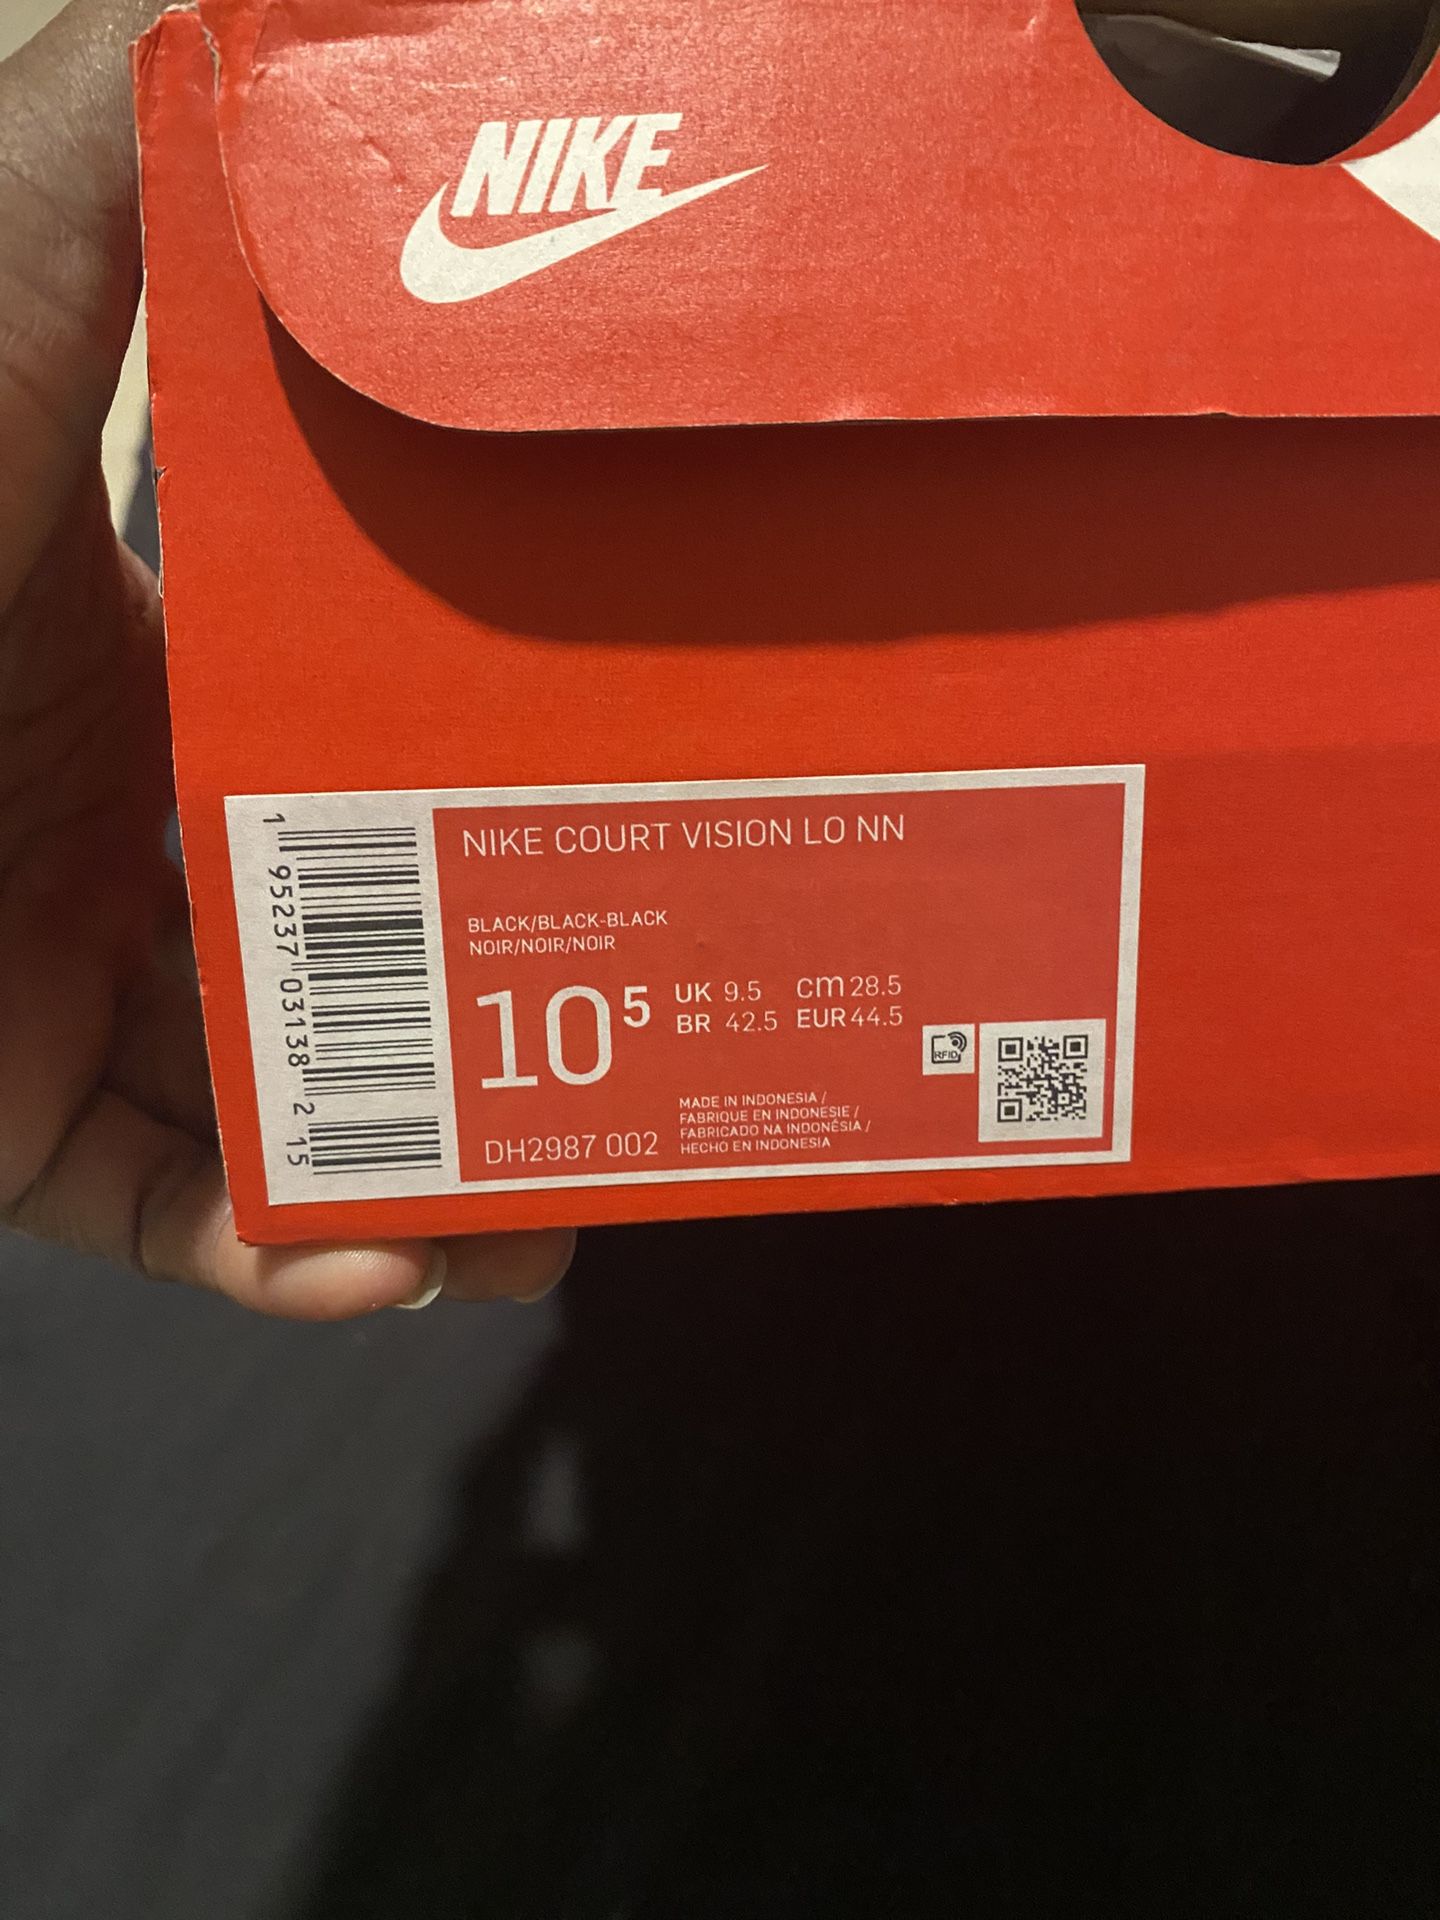 NIKE
NIKE COURT VISION LO NN
BLACK/BLACK-BLACK
NOIR/NOIR/NOIR
10 5
UK 9.5 cm 28.5
BR 42.5 EUR 44.5
RFID
MADE IN INDONESIA /
FABRIQUE EN INDONESIE /
FABRICADO NA INDONÉSIA /
HECHO EN INDONESIA
DH2987 002
1 95237 03138 2 15